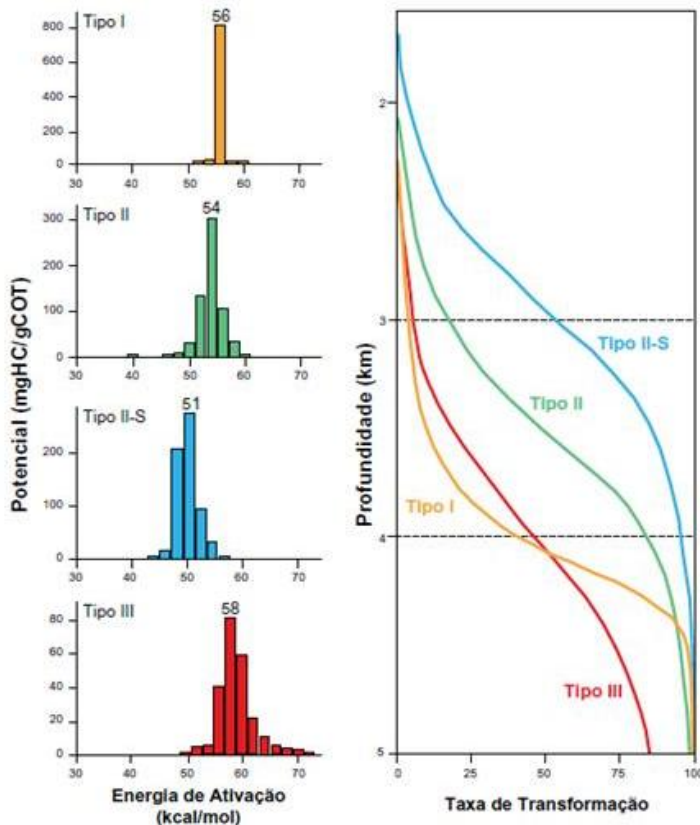 Potencial (mgHC/gCOT)
Tipo I
56
800
600
400
200
0
30 40 50 60 70
Tipo II
54
300
200
100
0
30 40 50 60 70
Tipo II-S
51
200
100
0
30 40 50 60 70
Tipo III
58
80
60
40
20
0
30 40 50 60 70
Energia de Ativação
(kcal/mol)
Profundidade (km)
2
3
4
5
TIpo II-S
TIpo II
TIpo I
TIpo III
0 25 50 75 100
Taxa de Transformação